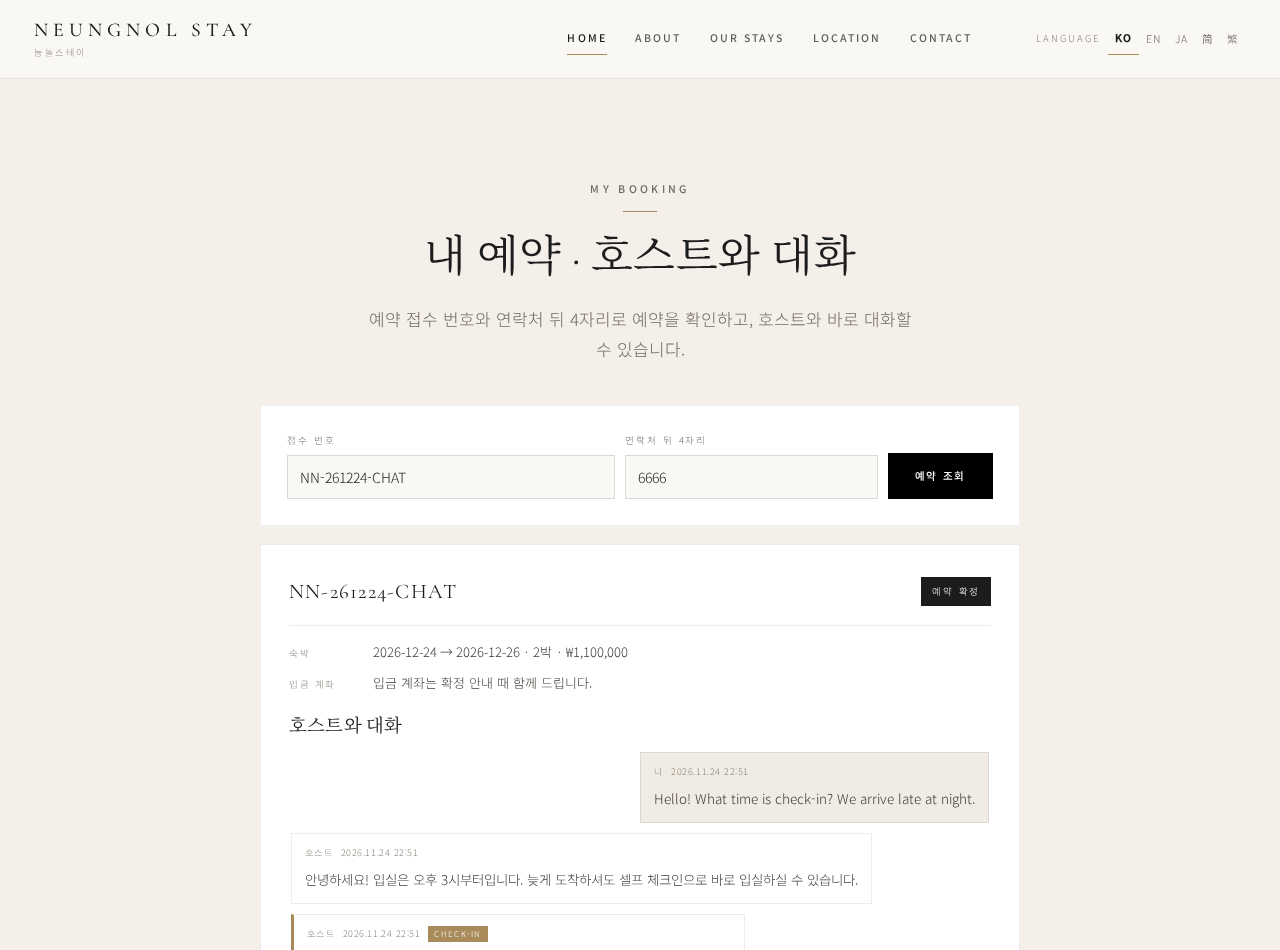 NEUNGNOL STAY
능놀스테이
HOME ABOUT OUR STAYS LOCATION CONTACT LANGUAGE KO EN JA 简 繁
MY BOOKING
내 예약 · 호스트와 대화
예약 접수 번호와 연락처 뒤 4자리로 예약을 확인하고, 호스트와 바로 대화할
수 있습니다.
접수 번호 연락처 뒤 4자리
NN-261224-CHAT 6666 예약 조회
NN-261224-CHAT 예약 확정
숙박 2026-12-24 → 2026-12-26 · 2박 · ₩1,100,000
입금 계좌 입금 계좌는 확정 안내 때 함께 드립니다.
호스트와 대화
나 2026.11.24 22:51
Hello! What time is check-in? We arrive late at night.
호스트 2026.11.24 22:51
안녕하세요! 입실은 오후 3시부터입니다. 늦게 도착하셔도 셀프 체크인으로 바로 입실하실 수 있습니다.
호스트 2026.11.24 22:51 CHECK-IN